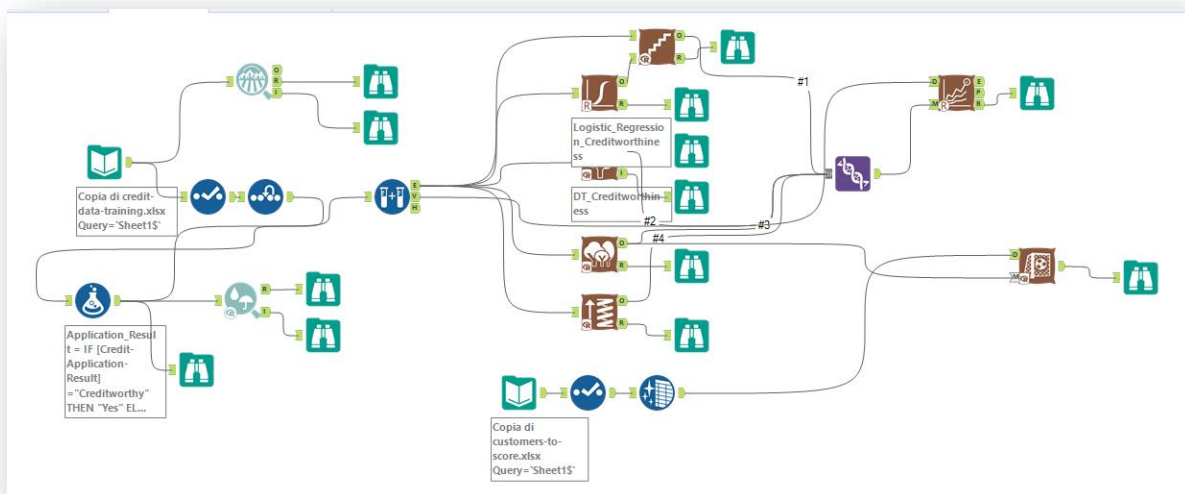 O
R
I
Copia di credit-
data-training.xlsx
Query=`Sheet1$`
Application_Resul
t = IF [Credit-
Application-
Result]
="Creditworthy"
THEN "Yes" EL...
R
I
E
V
H
O
R
O
R
Logistic_Regressio
n_Creditworthine
ss
I
DT_Creditworthin
ess
O
R
O
R
#1
#2
#3
#4
D
M
E
P
R
D
M
Copia di
customers-to-
score.xlsx
Query=`Sheet1$`